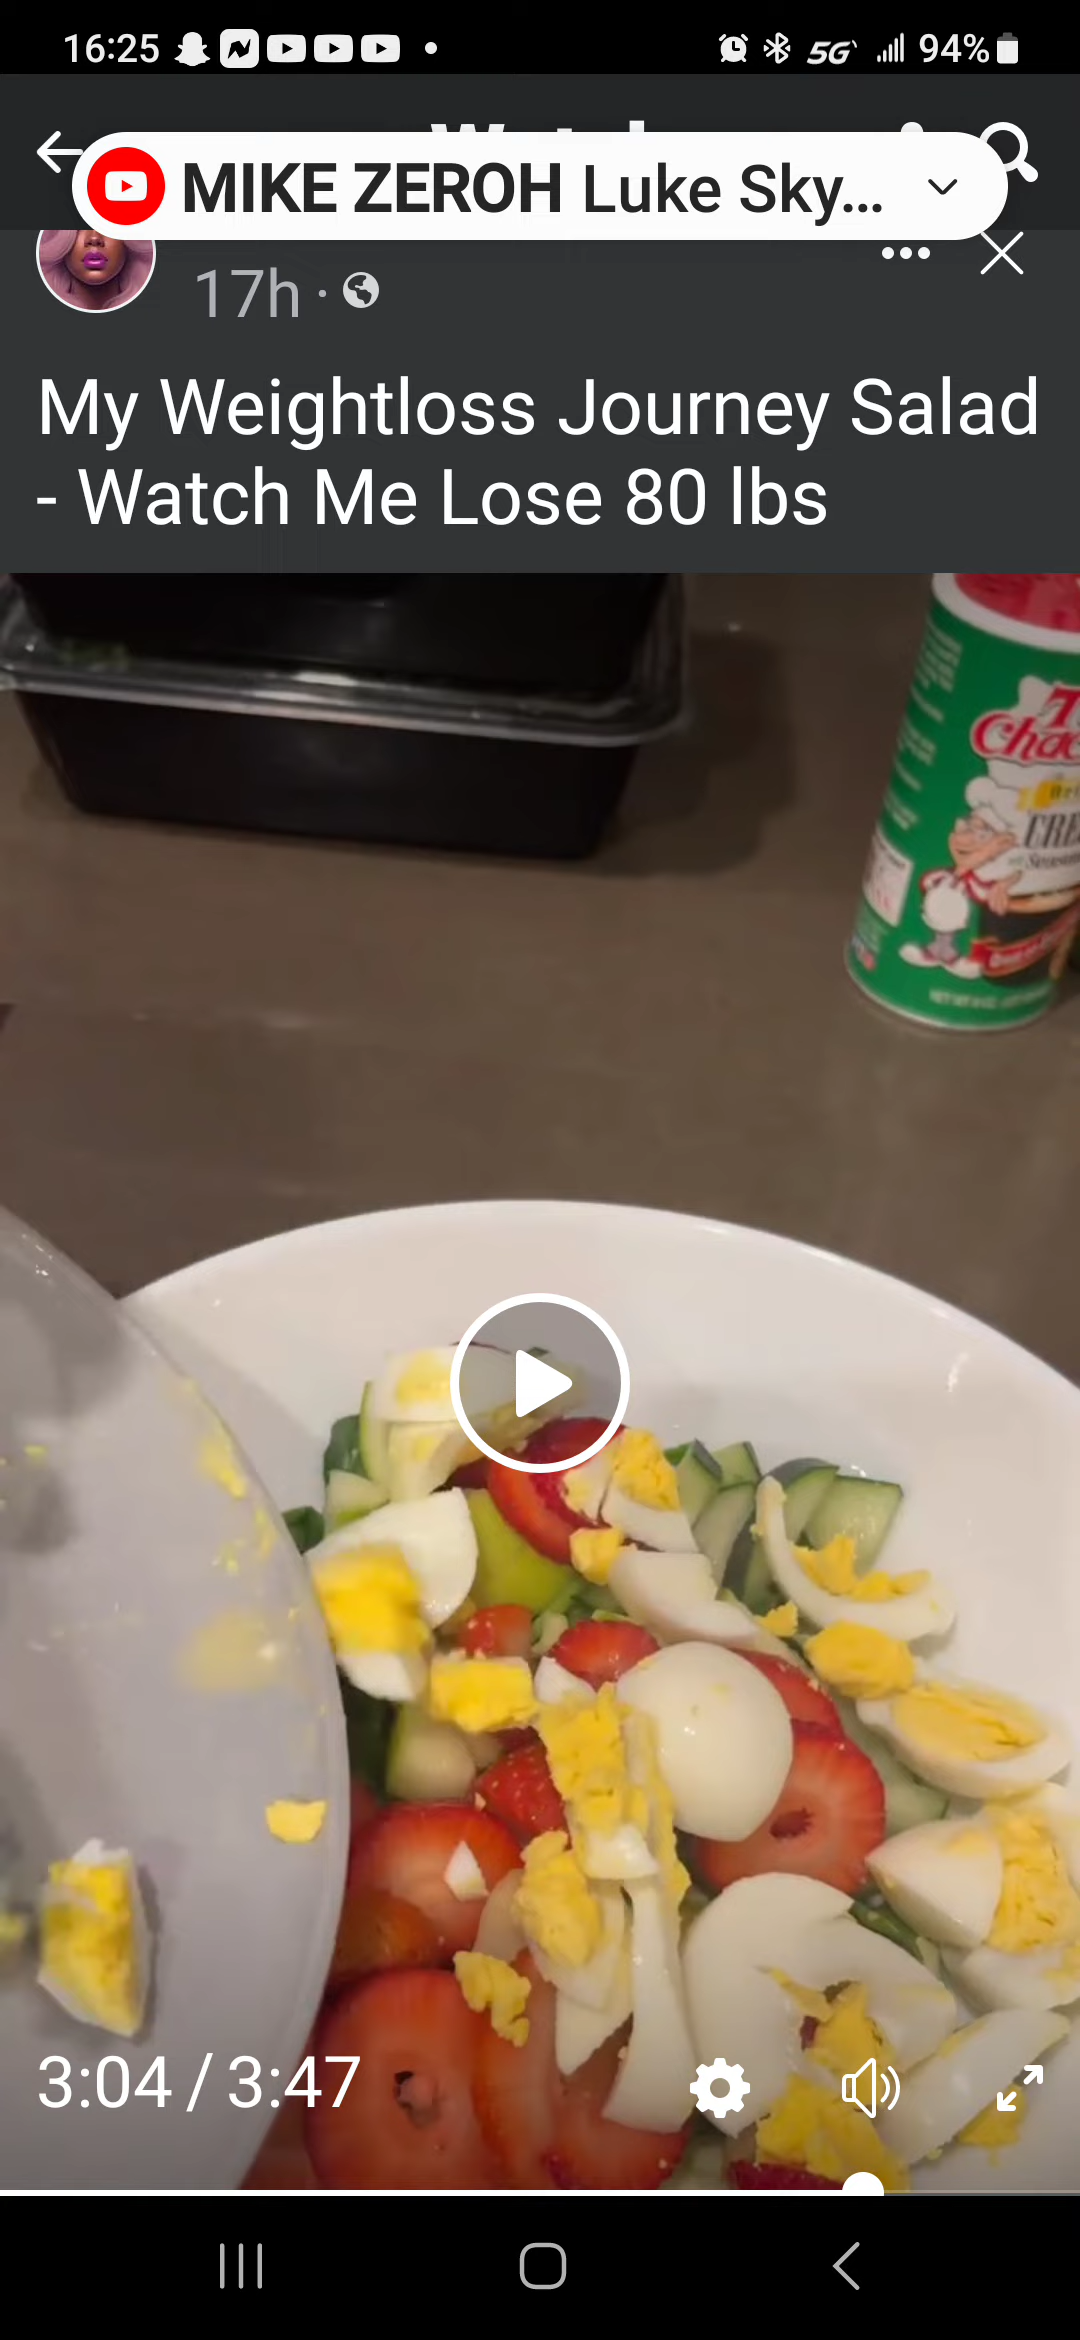 16:25
5G
94%
MIKE ZEROH Luke Sky...
17h ·
My Weightloss Journey Salad
- Watch Me Lose 80 lbs
3:04 / 3:47